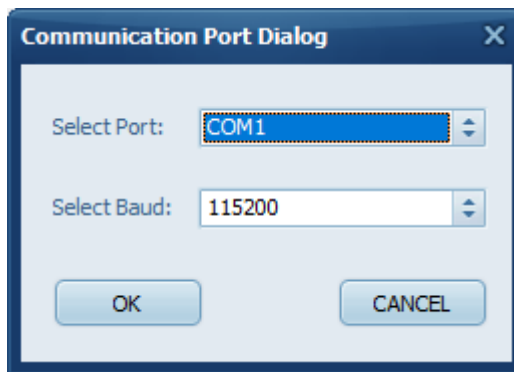 Communication Port Dialog
Select Port: COM1
Select Baud: 115200
OK CANCEL